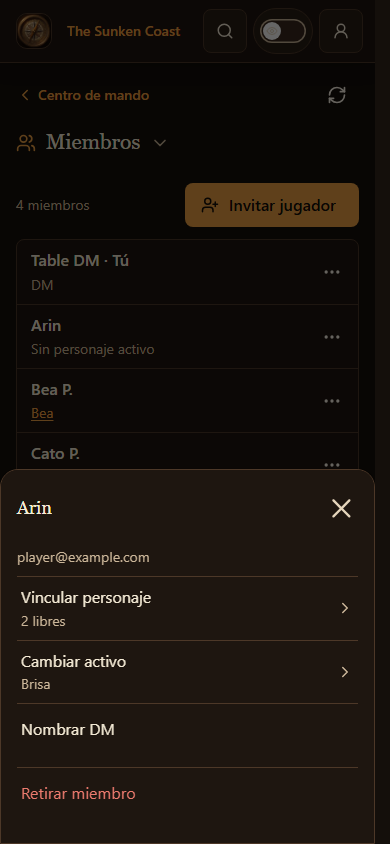 The Sunken Coast
Centro de mando
Miembros
4 miembros
Invitar jugador
Table DM · Tú
DM
Arin
Sin personaje activo
Bea P.
Bea
Cato P.
Arin
player@example.com
Vincular personaje
2 libres
Cambiar activo
Brisa
Nombrar DM
Retirar miembro